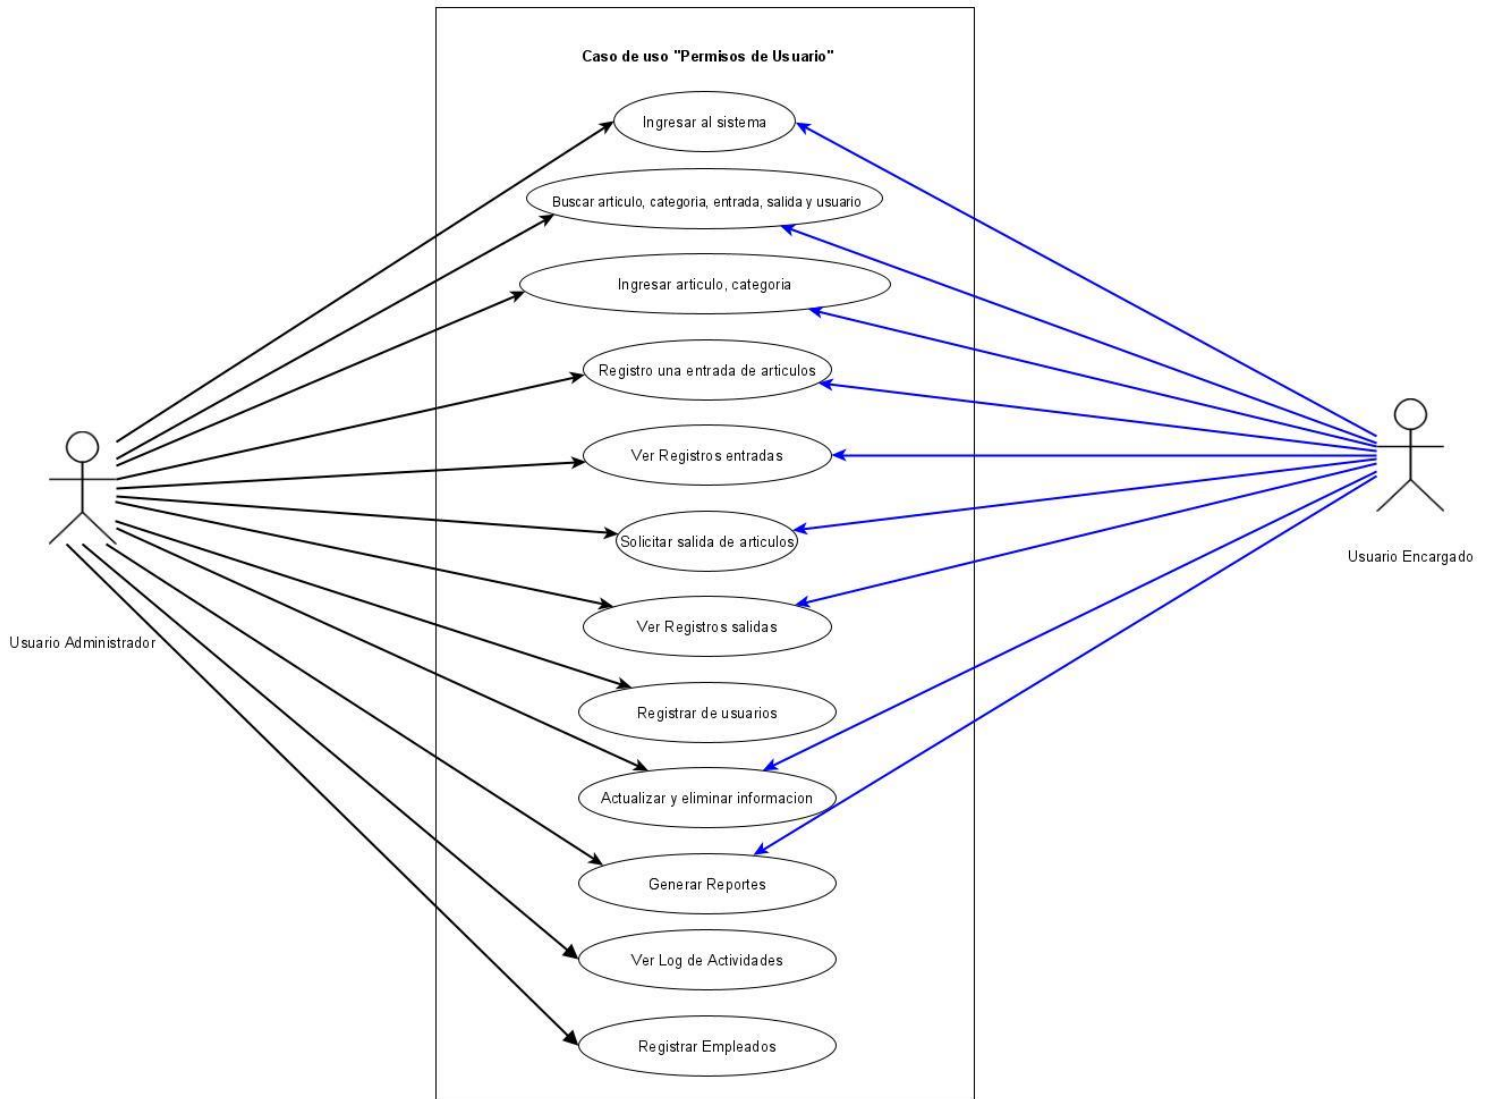 Caso de uso "Permisos de Usuario"
Ingresar al sistema
Buscar articulo, categoria, entrada, salida y usuario
Ingresar articulo, categoria
Registro una entrada de articulos
Ver Registros entradas
Solicitar salida de articulos
Usuario Encargado
Ver Registros salidas
Usuario Administrador
Registrar de usuarios
Actualizar y eliminar informacion
Generar Reportes
Ver Log de Actividades
Registrar Empleados